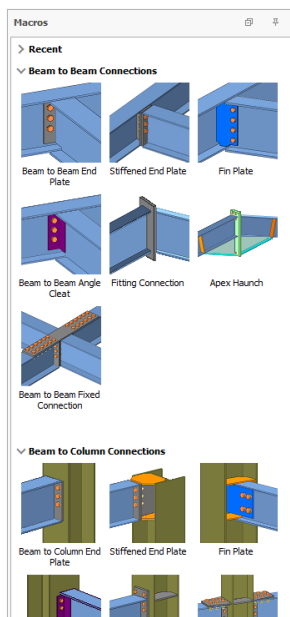 Macros
Recent
Beam to Beam Connections
Beam to Beam End
Plate
Stiffened End Plate
Fin Plate
Beam to Beam Angle
Cleat
Fitting Connection
Apex Haunch
Beam to Beam Fixed
Connection
Beam to Column Connections
Beam to Column End
Plate
Stiffened End Plate
Fin Plate